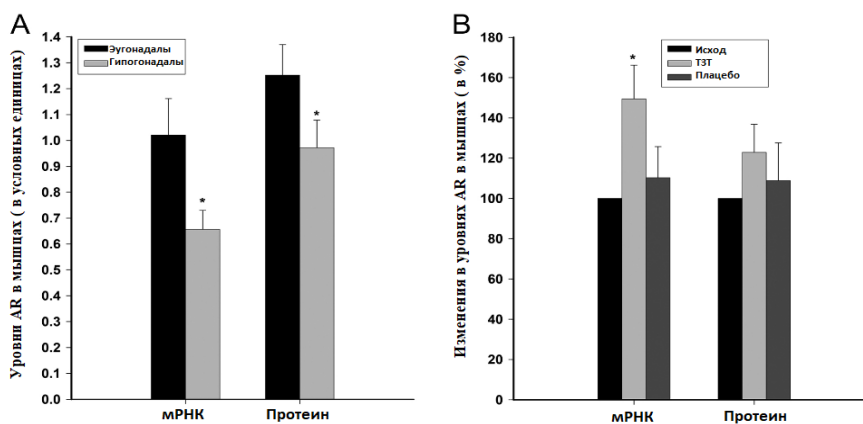 A
Уровни AR в мышцах ( в условных единицах)
1.4
1.3
1.2
1.1
1.0
0.9
0.8
0.7
0.6
0.5
0.4
0.3
0.2
0.1
0.0
Эугонадалы
Гипогонадалы
*
*
мРНК
Протеин
B
Изменения в уровнях AR в мышцах ( в %)
180
160
140
120
100
80
60
40
20
0
Исход
ТЗТ
Плацебо
*
мРНК
Протеин